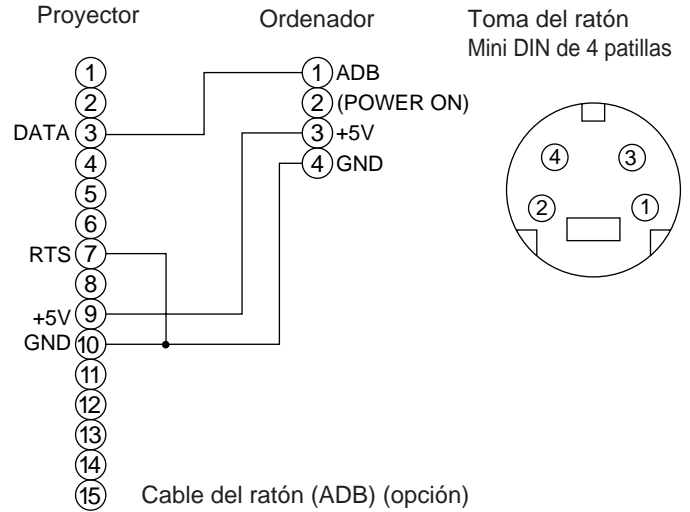 Proyector
Ordenador
Toma del ratón
Mini DIN de 4 patillas
1
2
DATA 3
4
5
6
RTS 7
8
+5V 9
GND 10
11
12
13
14
15
1 ADB
2 (POWER ON)
3 +5V
4 GND
4 3
2 1
Cable del ratón (ADB) (opción)